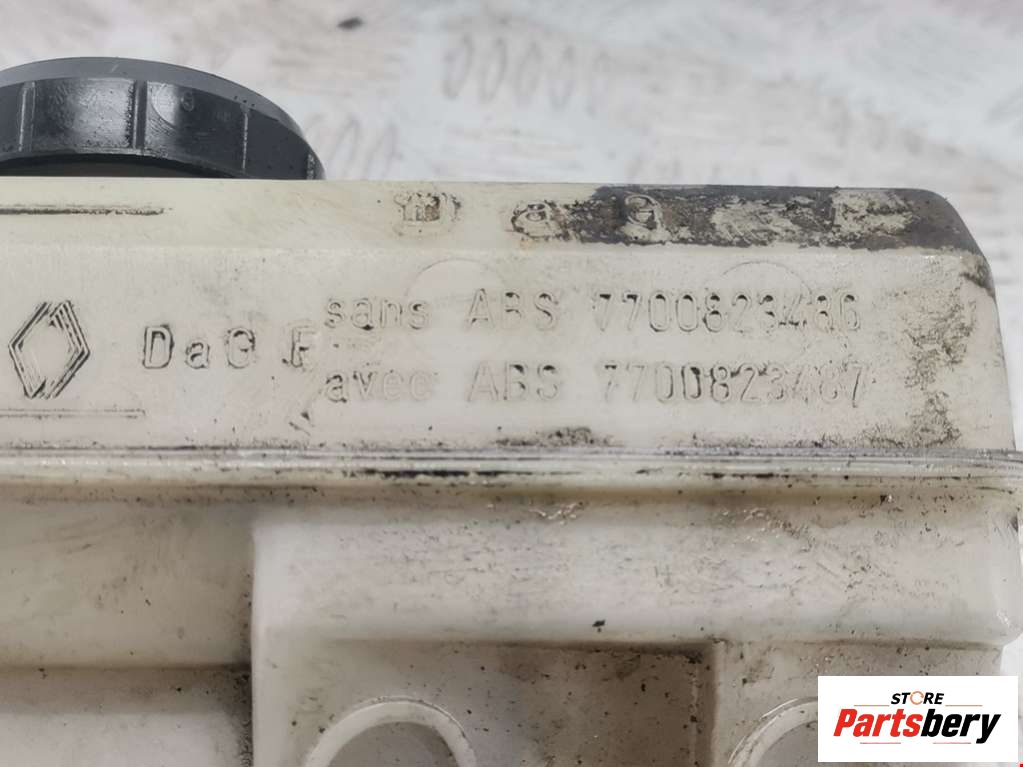 DaG F
sans ABS 7700823486
avec ABS 7700823487
STORE
Partsbery